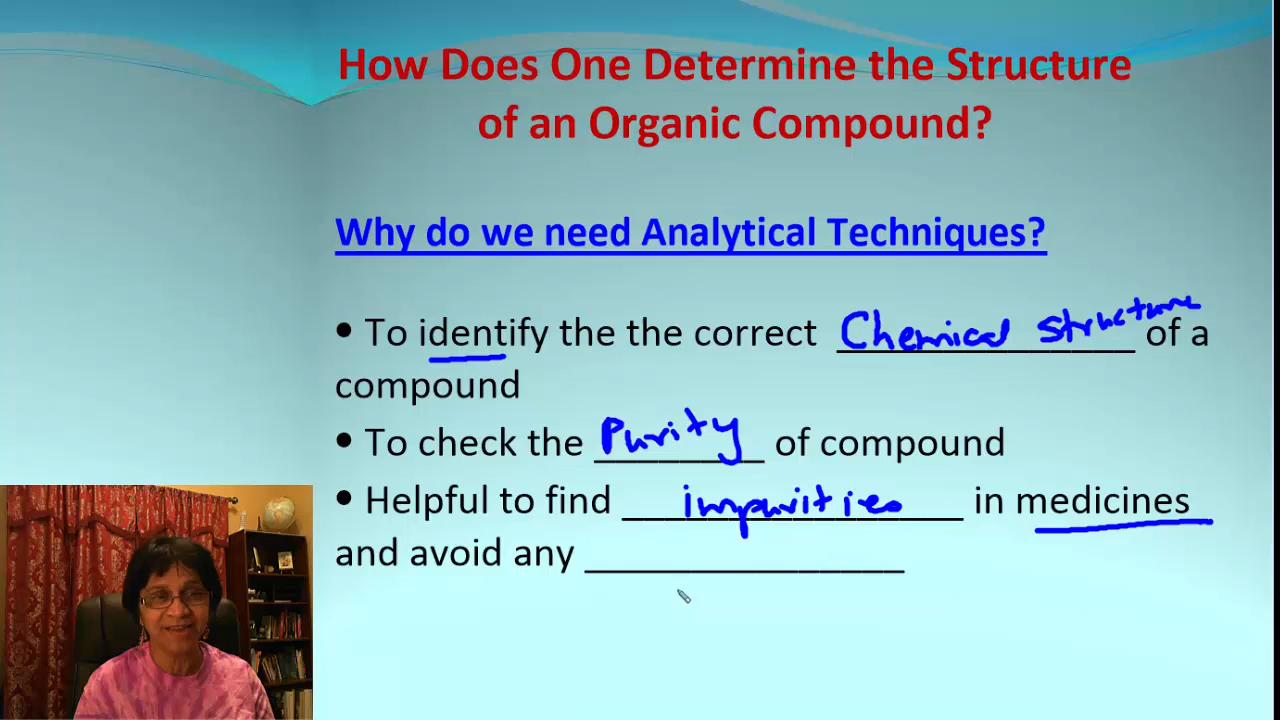 How Does One Determine the Structure
of an Organic Compound?
Why do we need Analytical Techniques?
• To identify the the correct Chemical structure of a
compound
• To check the Purity of compound
• Helpful to find impurities in medicines
and avoid any _______________